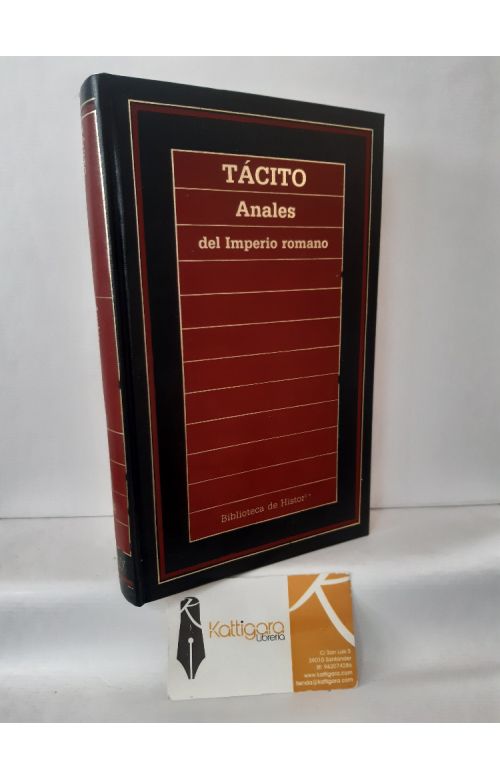 TÁCITO
Anales
del Imperio romano
Biblioteca de Histor
Kattigara
Librería
C/ San Luis 5
39010 Santander
www.kattigara.com
tienda@kattigara.com